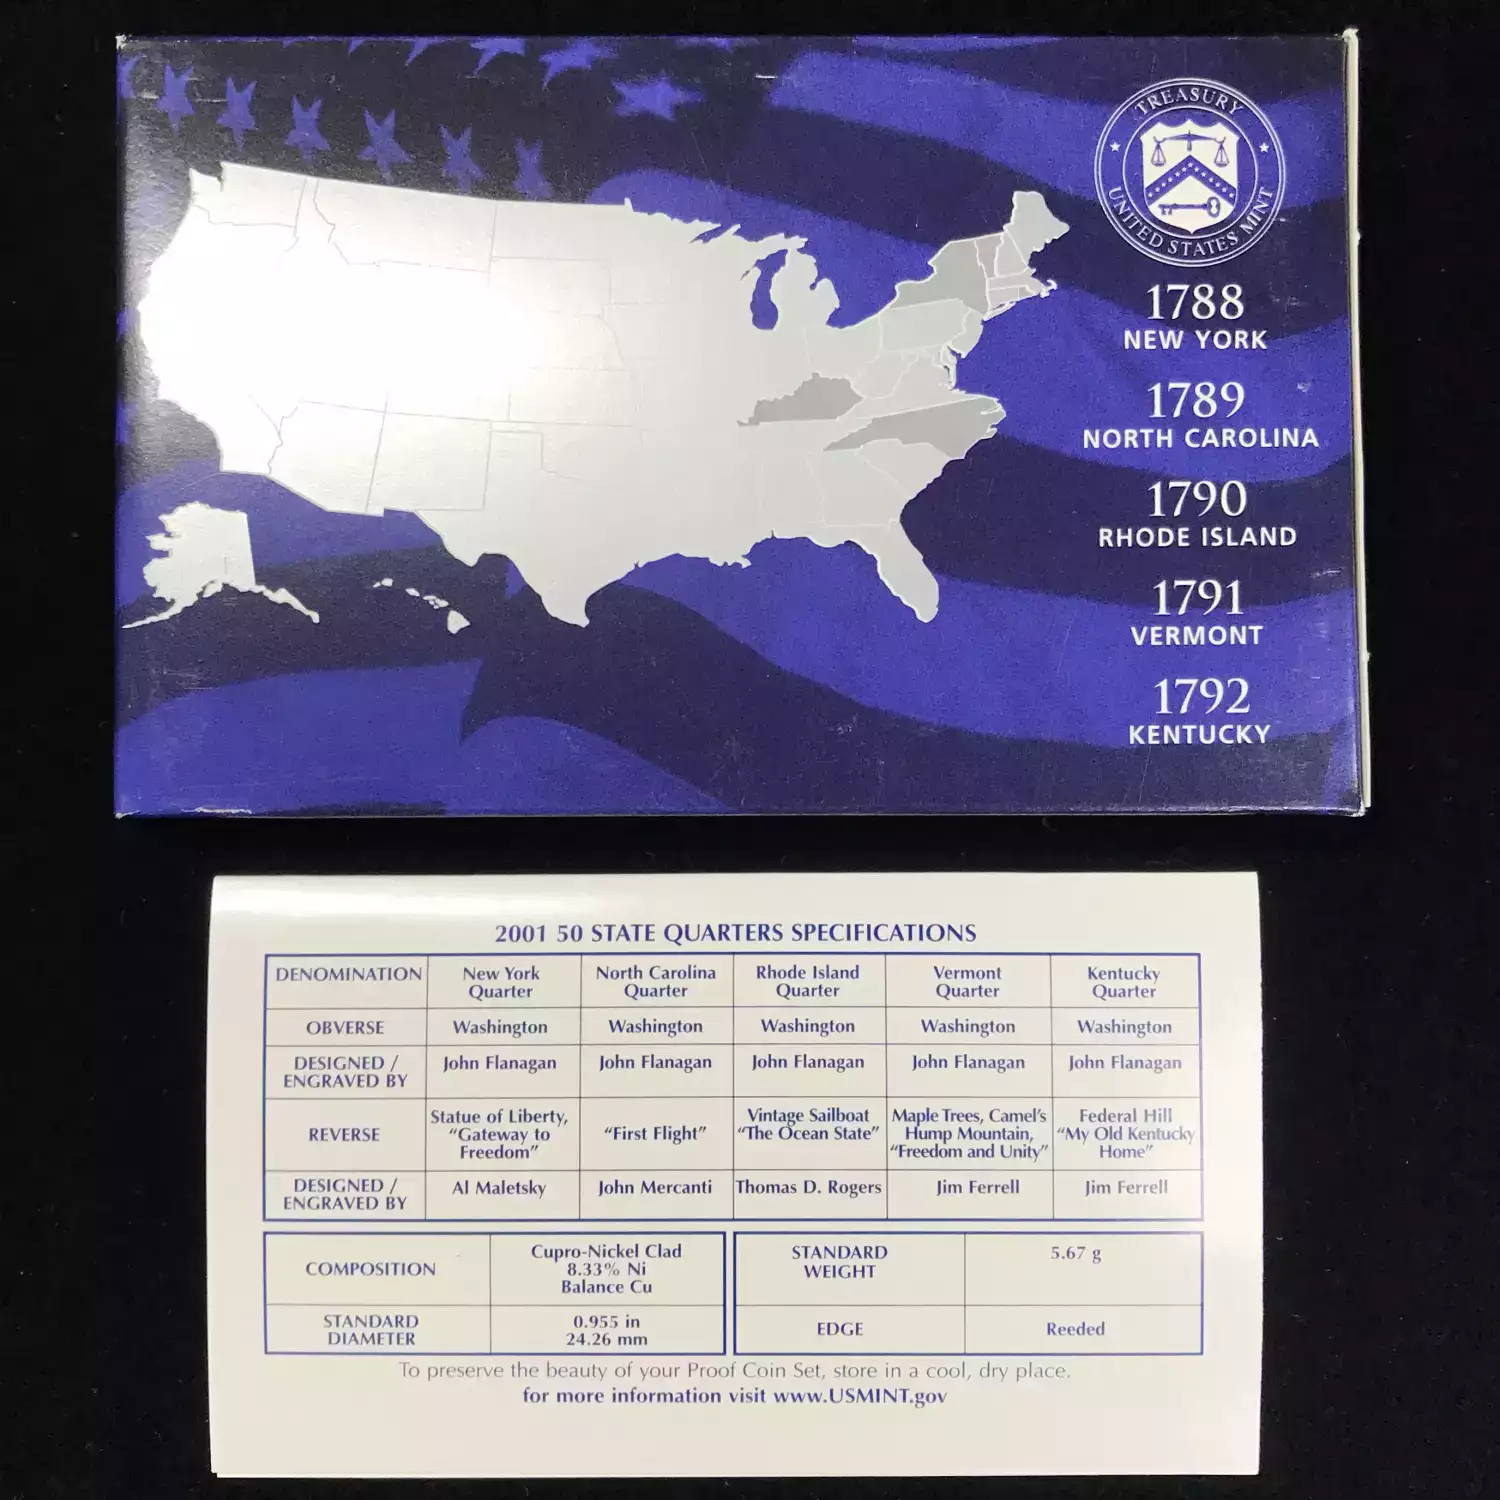 TREASURY
UNITED STATES MINT
1788
NEW YORK
1789
NORTH CAROLINA
1790
RHODE ISLAND
1791
VERMONT
1792
KENTUCKY
2001 50 STATE QUARTERS SPECIFICATIONS
DENOMINATION New York Quarter North Carolina Quarter Rhode Island Quarter Vermont Quarter Kentucky Quarter
OBVERSE Washington Washington Washington Washington Washington
DESIGNED / ENGRAVED BY John Flanagan John Flanagan John Flanagan John Flanagan John Flanagan
REVERSE Statue of Liberty, “Gateway to Freedom” “First Flight” Vintage Sailboat “The Ocean State” Maple Trees, Camel’s Hump Mountain, “Freedom and Unity” Federal Hill “My Old Kentucky Home”
DESIGNED / ENGRAVED BY Al Maletsky John Mercanti Thomas D. Rogers Jim Ferrell Jim Ferrell
COMPOSITION Cupro-Nickel Clad
8.33% Ni
Balance Cu
STANDARD WEIGHT 5.67 g
STANDARD DIAMETER 0.955 in
24.26 mm
EDGE Reeded
To preserve the beauty of your Proof Coin Set, store in a cool, dry place.
for more information visit www.USMINT.gov